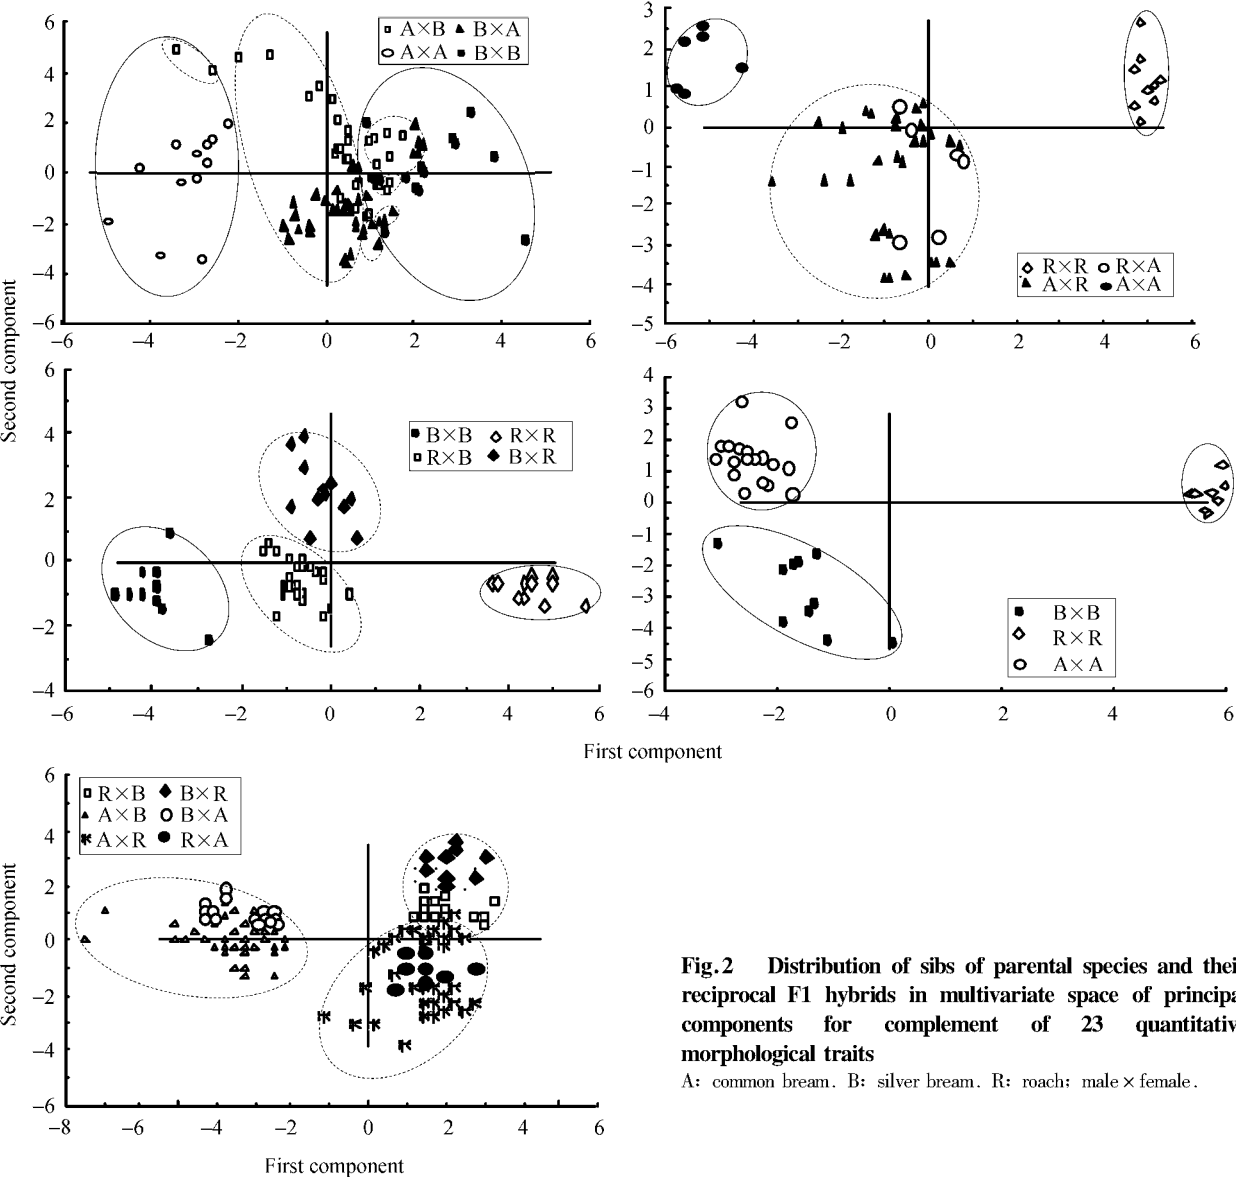 6
4
2
0
−2
−4
−6
−6
−4
−2
0
2
4
6
A×B
B×A
A×A
B×B
3
2
1
0
−1
−2
−3
−4
−5
−6
−4
−2
0
2
4
6
R×R
R×A
A×R
A×A
Second component
6
4
2
0
−2
−4
−6
−4
−2
0
2
4
6
B×B
R×R
R×B
B×R
4
3
2
1
0
−1
−2
−3
−4
−5
−6
−4
−2
0
2
4
6
B×B
R×R
A×A
First component
Second component
6
4
2
0
−2
−4
−6
−8
−6
−4
−2
0
2
4
6
R×B
B×R
A×B
B×A
A×R
R×A
First component
Fig.2 Distribution of sibs of parental species and thei
reciprocal F1 hybrids in multivariate space of principa
components for complement of 23 quantitativ
morphological traits
A: common bream. B: silver bream. R: roach; male × female.